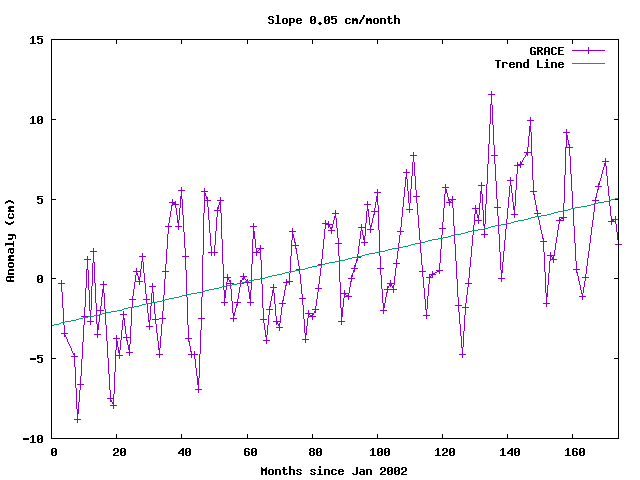 Slope 0.05 cm/month
15
GRACE
Trend Line
10
5
0
-5
-10
Anomaly (cm)
0 20 40 60 80 100 120 140 160
Months since Jan 2002